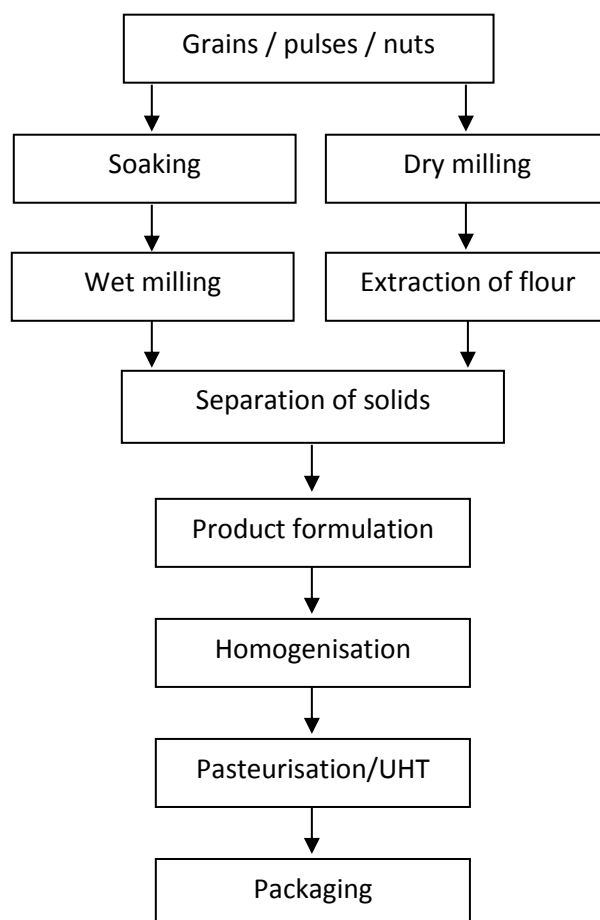 Grains / pulses / nuts
Soaking
Dry milling
Wet milling
Extraction of flour
Separation of solids
Product formulation
Homogenisation
Pasteurisation/UHT
Packaging